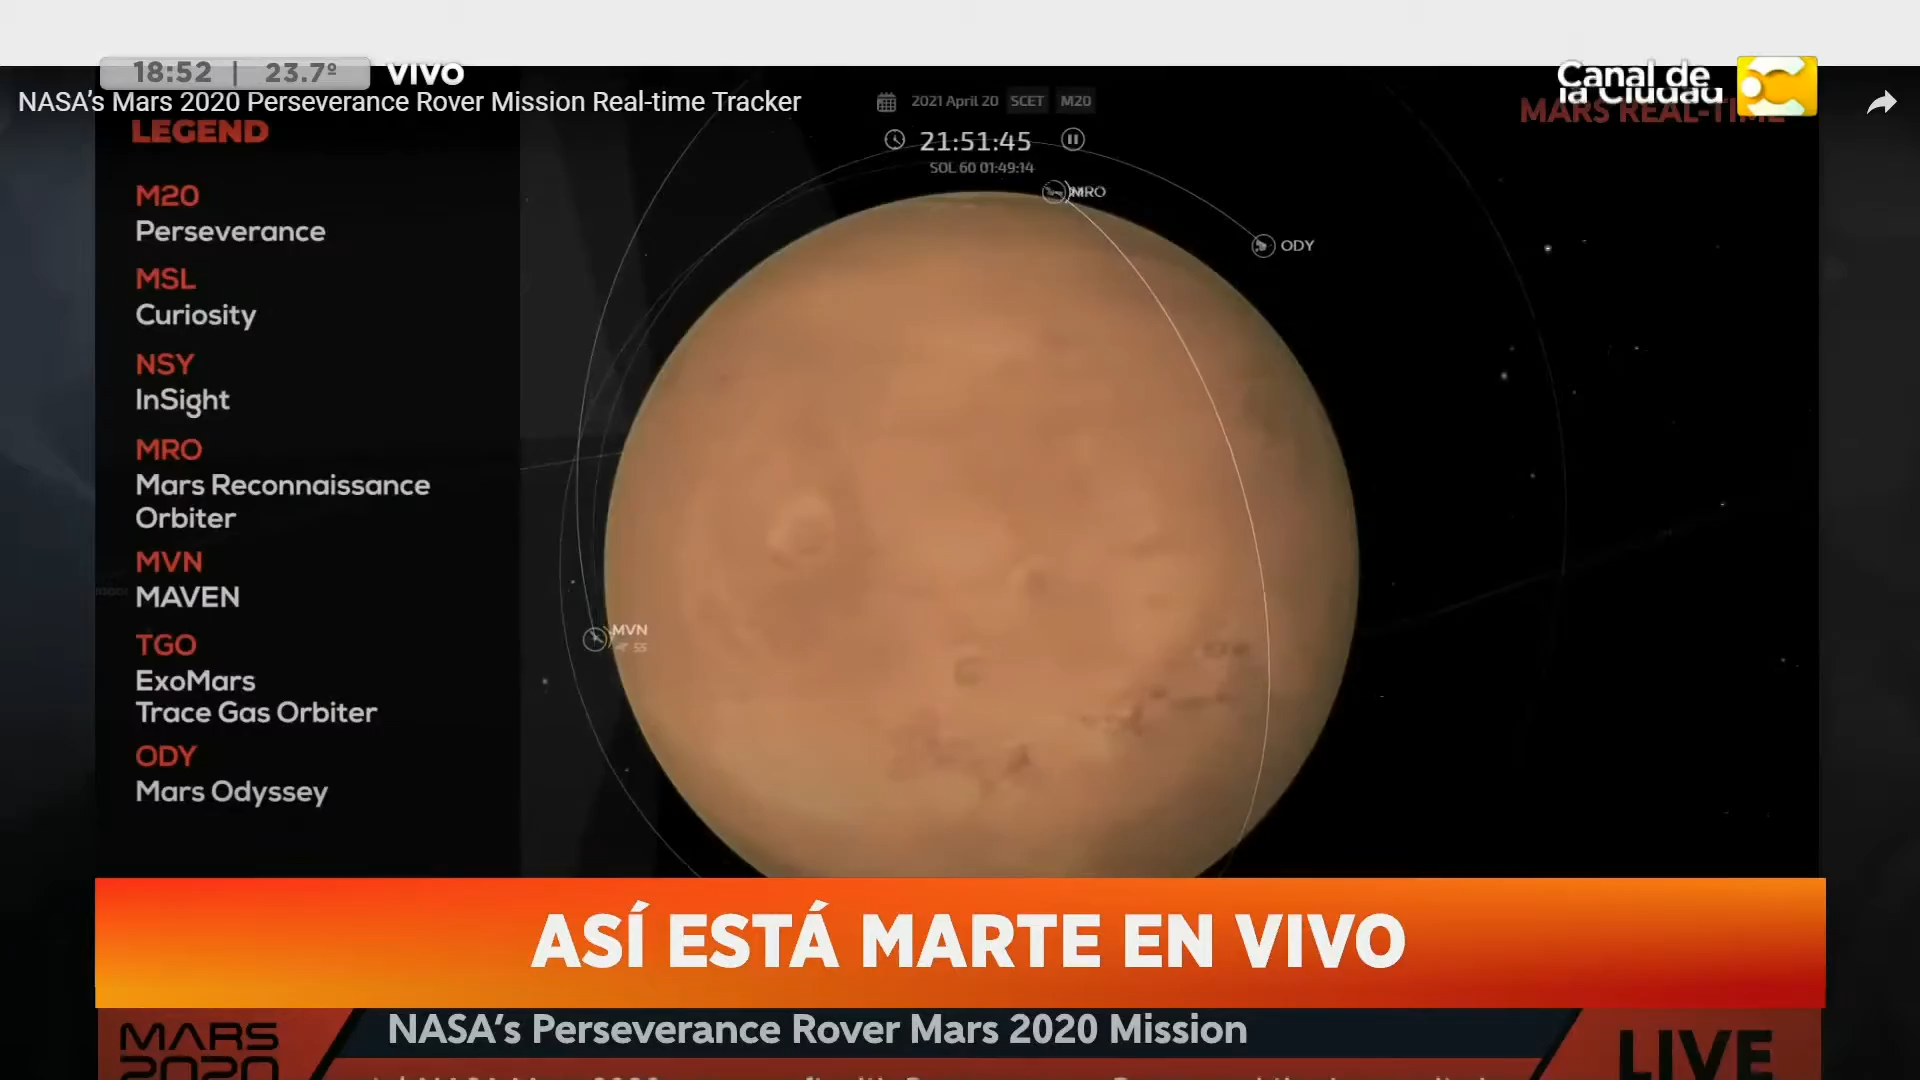 18:52 | 23.7º VIVO
Canal de
la Ciudad
NASA's Mars 2020 Perseverance Rover Mission Real-time Tracker
2021 April 20 SCET M20
MARS REAL-TIME
LEGEND
21:51:45
SOL 60 01:49:14
M20
Perseverance
MRO
ODY
MSL
Curiosity
NSY
InSight
MRO
Mars Reconnaissance
Orbiter
MVN
MAVEN
MVN
TGO
ExoMars
Trace Gas Orbiter
ODY
Mars Odyssey
ASÍ ESTÁ MARTE EN VIVO
MARS
2020
NASA's Perseverance Rover Mars 2020 Mission
LIVE